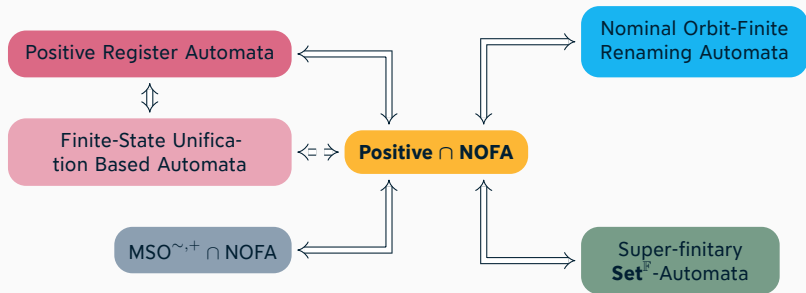 Positive Register Automata
Nominal Orbit-Finite
Renaming Automata
Finite-State Unifica-
tion Based Automata
Positive ∩ NOFA
MSO^{∼,+} ∩ NOFA
Super-finitary
Set^𝔽-Automata